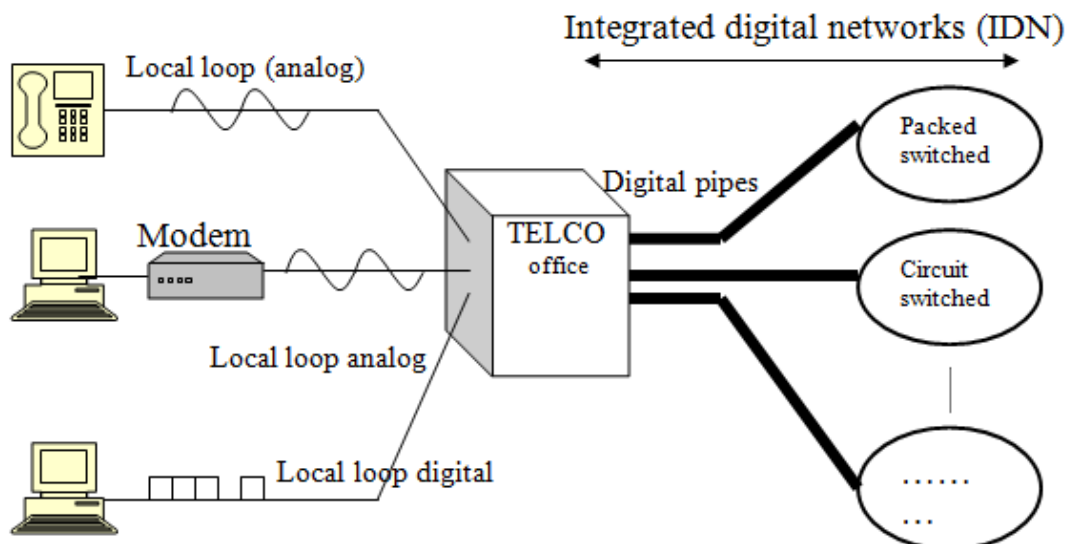 Integrated digital networks (IDN)
Local loop (analog)
Packed
switched
Digital pipes
Modem
TELCO
office
Circuit
switched
Local loop analog
Local loop digital
......
...